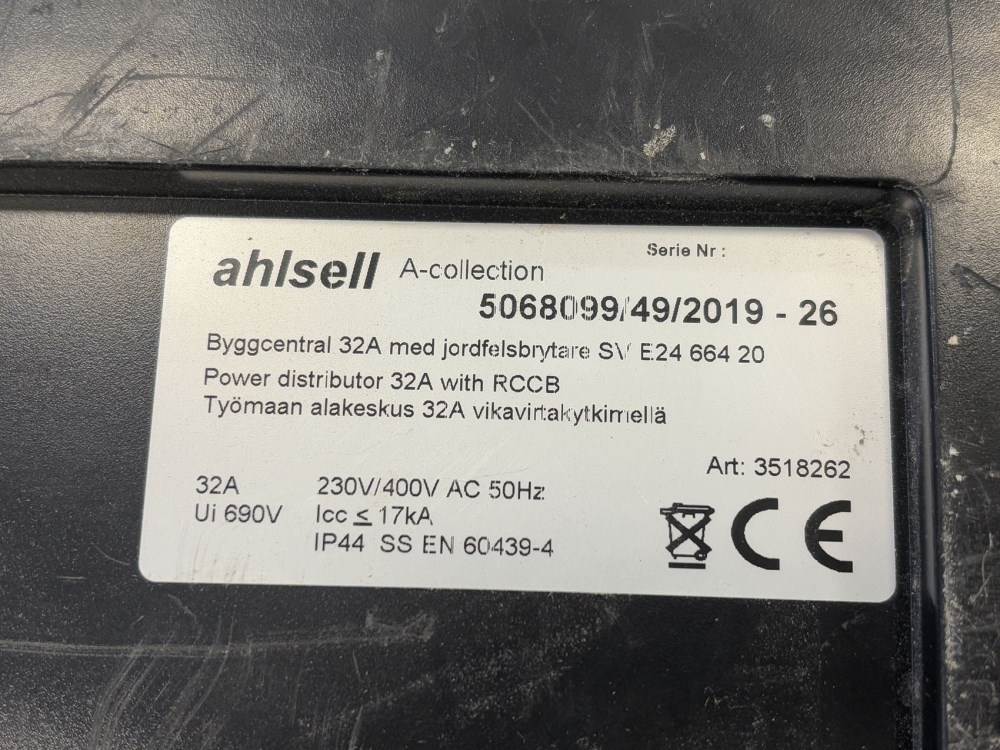 ahlsell A-collection
Serie Nr :
5068099/49/2019 - 26
Byggcentral 32A med jordfelsbrytare SV E24 664 20
Power distributor 32A with RCCB
Työmaan alakeskus 32A vikavirtakytkimellä
Art: 3518262
32A 230V/400V AC 50Hz
Ui 690V Icc ≤ 17kA
IP44 SS EN 60439-4
CE